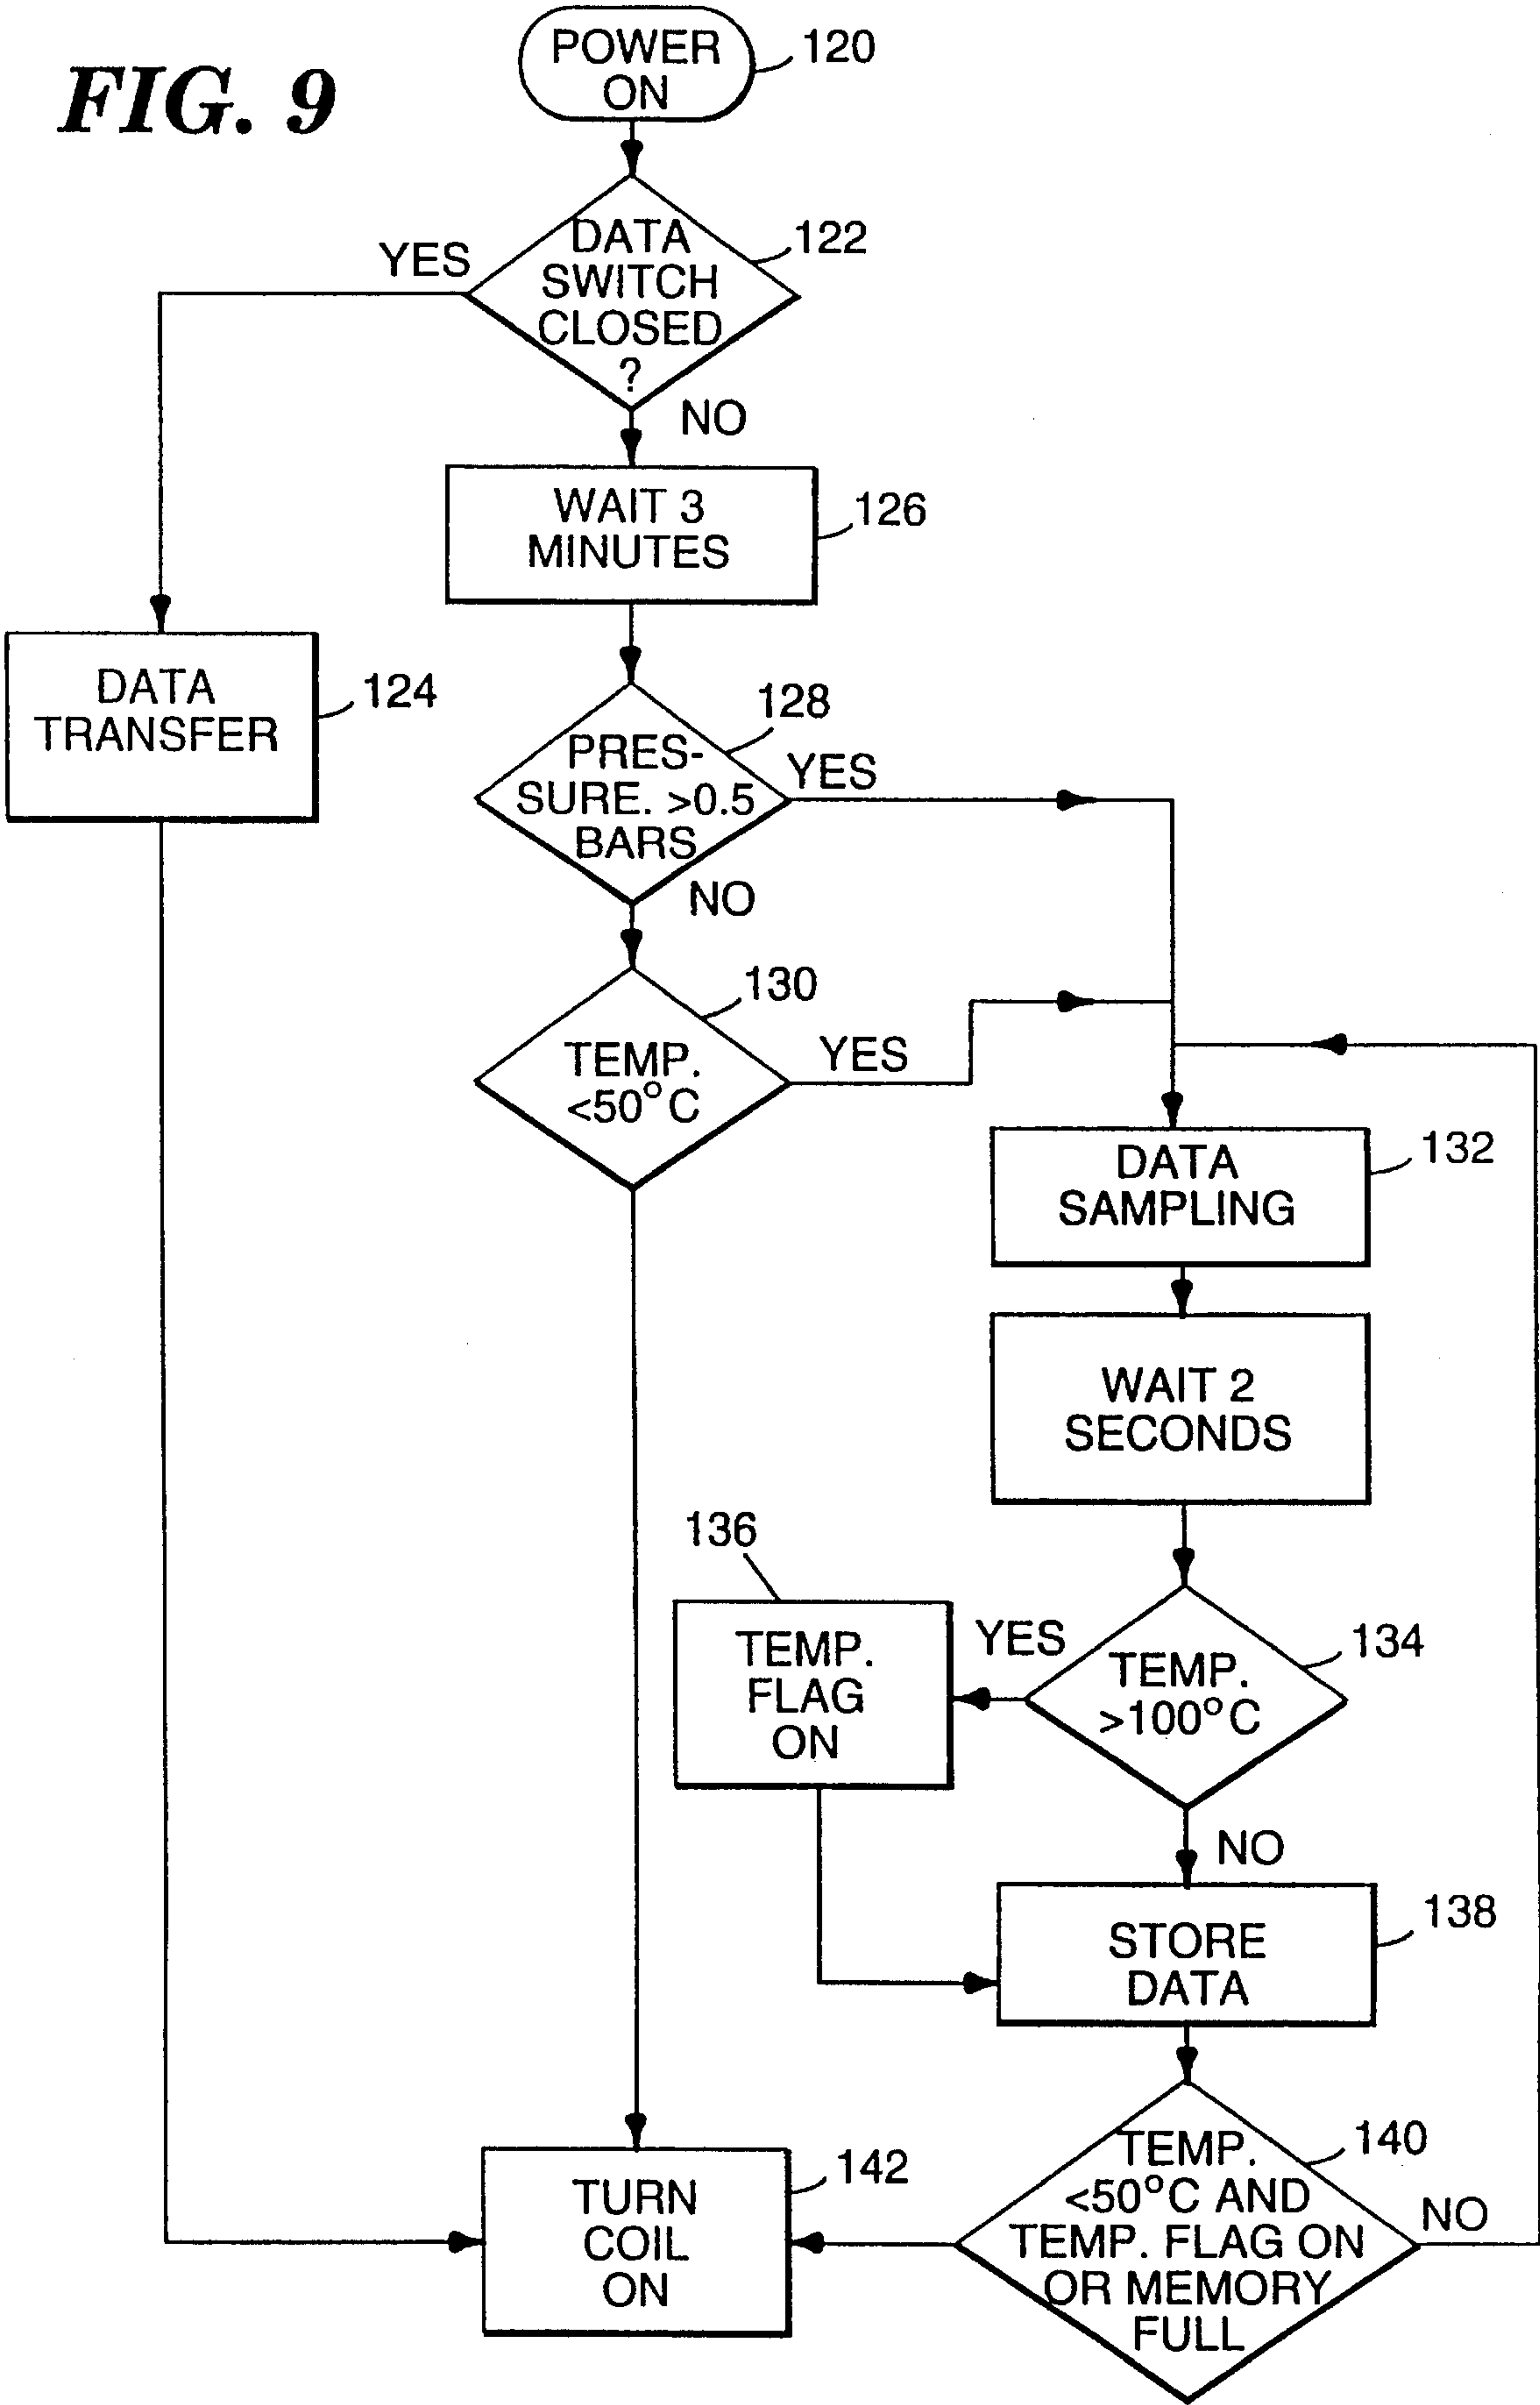 FIG. 9
POWER
ON
120
DATA
SWITCH
CLOSED
?
122
YES
NO
WAIT 3
MINUTES
126
DATA
TRANSFER
124
PRES-
SURE. >0.5
BARS
128
YES
NO
TEMP.
<50°C
130
YES
DATA
SAMPLING
132
WAIT 2
SECONDS
136
TEMP.
FLAG
ON
YES
TEMP.
>100°C
134
NO
STORE
DATA
138
TURN
COIL
ON
142
TEMP.
<50°C AND
TEMP. FLAG ON
OR MEMORY
FULL
140
NO